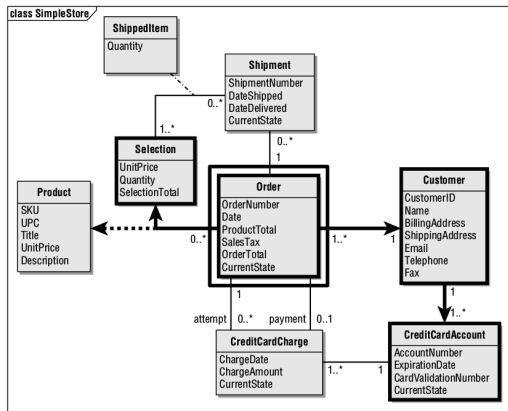 class SimpleStore
ShippedItem
Quantity
Shipment
ShipmentNumber
DateShipped
DateDelivered
CurrentState
0..*
1..*
0..*
1
Selection
UnitPrice
Quantity
SelectionTotal
Product
SKU
UPC
Title
UnitPrice
Description
0..*
Order
OrderNumber
Date
ProductTotal
SalesTax
OrderTotal
CurrentState
1..*
1
Customer
CustomerID
Name
BillingAddress
ShippingAddress
Email
Telephone
Fax
1
1
1..*
attempt
0..*
payment
0..1
CreditCardCharge
ChargeDate
ChargeAmount
CurrentState
1..*
1
CreditCardAccount
AccountNumber
ExpirationDate
CardValidationNumber
CurrentState